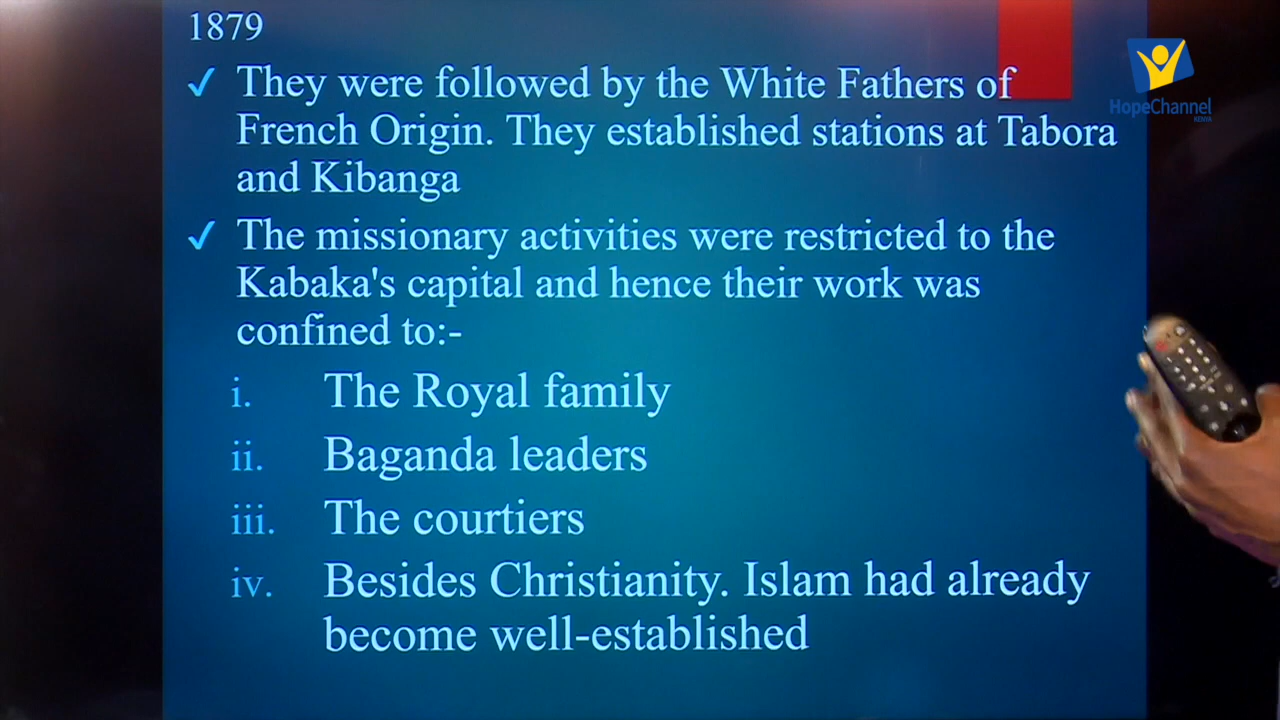 1879
✓ They were followed by the White Fathers of
French Origin. They established stations at Tabora
and Kibanga
✓ The missionary activities were restricted to the
Kabaka's capital and hence their work was
confined to:-
i. The Royal family
ii. Baganda leaders
iii. The courtiers
iv. Besides Christianity. Islam had already
become well-established
HopeChannel
KENYA